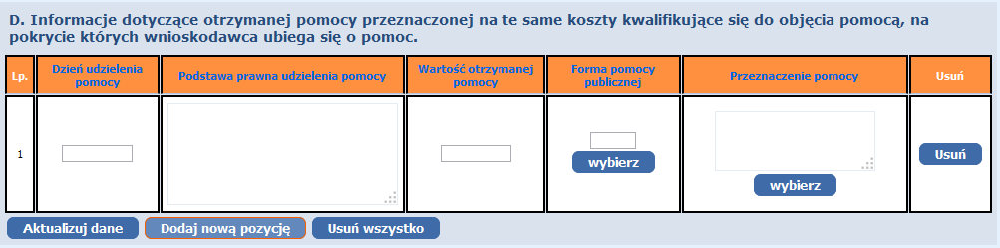 D. Informacje dotyczące otrzymanej pomocy przeznaczonej na te same koszty kwalifikujące się do objęcia pomocą, na
pokrycie których wnioskodawca ubiega się o pomoc.
Lp. Dzień udzielenia pomocy Podstawa prawna udzielenia pomocy Wartość otrzymanej pomocy Forma pomocy publicznej Przeznaczenie pomocy Usuń
1 wybierz wybierz Usuń
Aktualizuj dane Dodaj nową pozycję Usuń wszystko